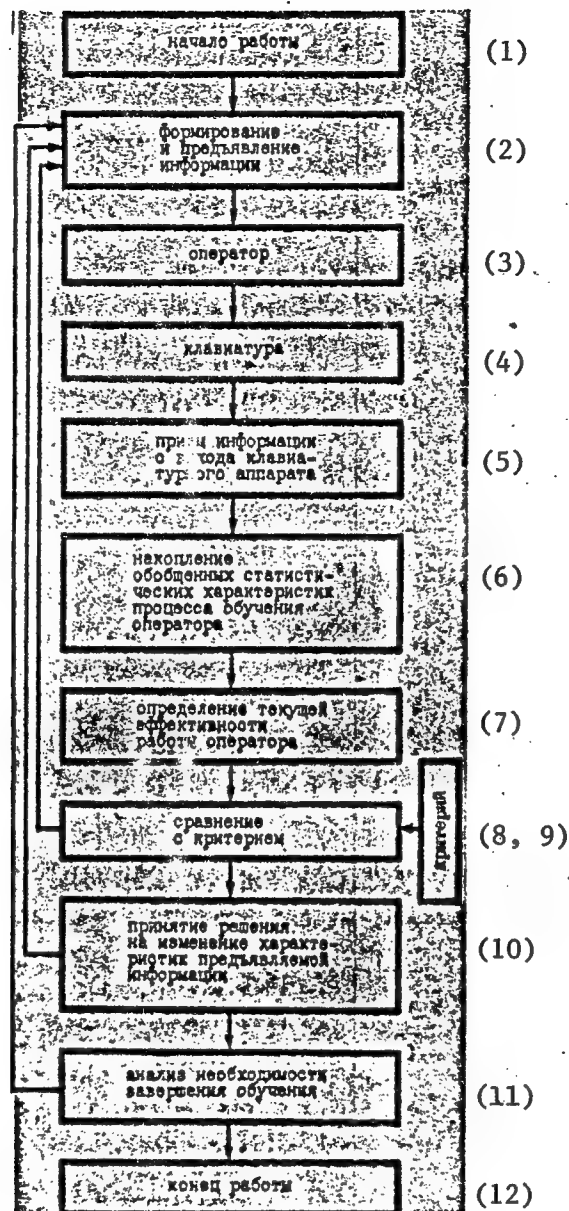 начало работы
(1)
формирование
и предъявление
информации
(2)
оператор
(3)
клавиатура
(4)
информации
клавиа-
аппарата
(5)
накопление
обобщенных статисти-
ческих характеристик
процесса обучения
оператора
(6)
определение текущей
эффективности
работы оператора
(7)
сравнение
с критерием
критерий
(8, 9)
принятие решения
на изменение характе-
ристик предъявляемой
информации
(10)
анализ необходимости
завершения обучения
(11)
конец работы
(12)